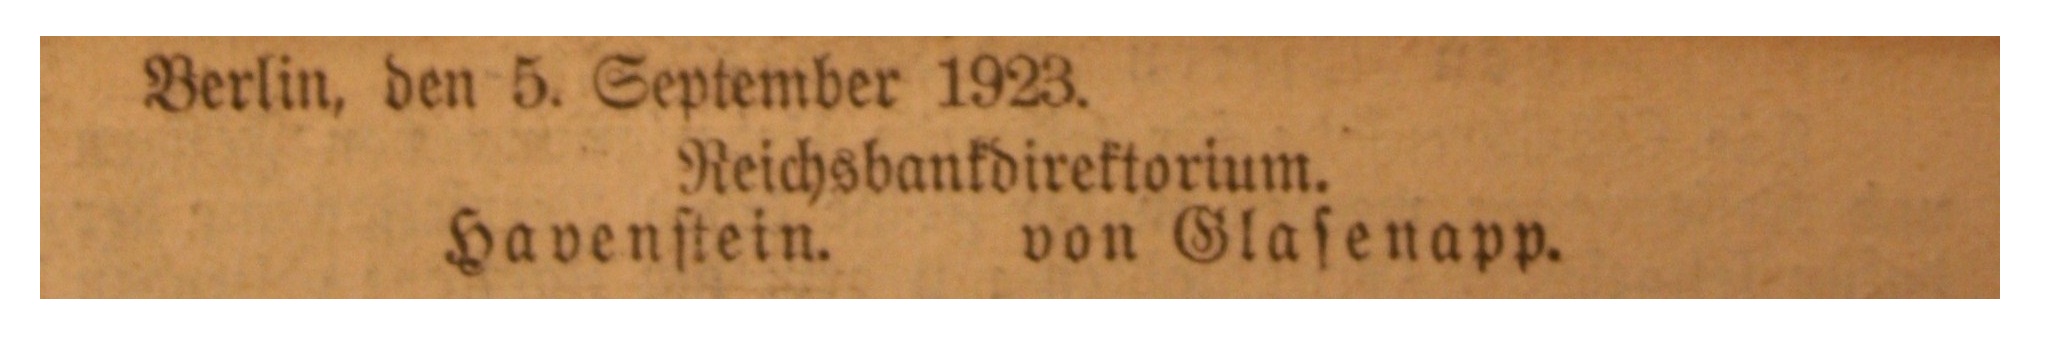 Berlin, den 5. September 1923.
Reichsbankdirektorium.
Havenstein. von Glasenapp.